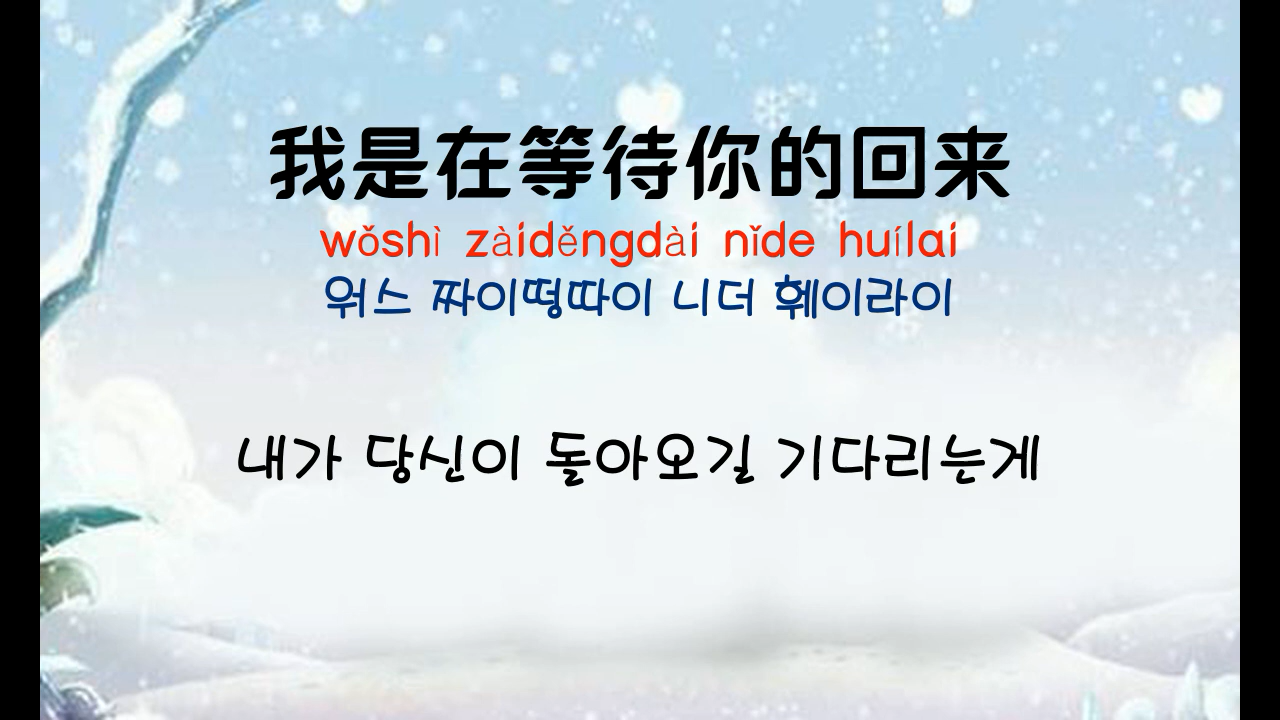 我是在等待你的回来
wǒshì zàiděngdài nǐde huílai
워스 짜이떵따이 니더 훼이라이
내가 당신이 돌아오길 기다리는게